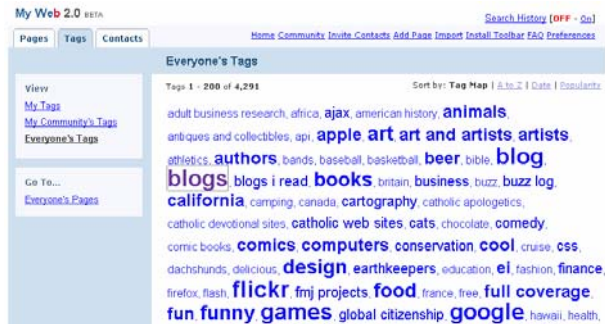 My Web 2.0 BETA
Search History [OFF - On]
Pages Tags Contacts
Home Community Invite Contacts Add Page Import Install Toolbar FAQ Preferences
Everyone's Tags
View
My Tags
My Community's Tags
Everyone's Tags
Go To...
Everyone's Pages
Tags 1 - 200 of 4,291
Sort by: Tag Map | A to Z | Date | Popularity
adult business research, africa, ajax, american history, animals,
antiques and collectibles, api, apple, art, art and artists, artists,
athletics, authors, bands, baseball, basketball, beer, bible, blog,
blogs, blogs i read, books, britain, business, buzz, buzz log,
california, camping, canada, cartography, catholic apologetics,
catholic devotional sites, catholic web sites, cats, chocolate, comedy,
comic books, comics, computers, conservation, cool, cruise, css,
dachshunds, delicious, design, earthkeepers, education, ei, fashion, finance,
firefox, flash, flickr, fmj projects, food, france, free, full coverage,
fun, funny, games, global citizenship, google, hawaii, health,